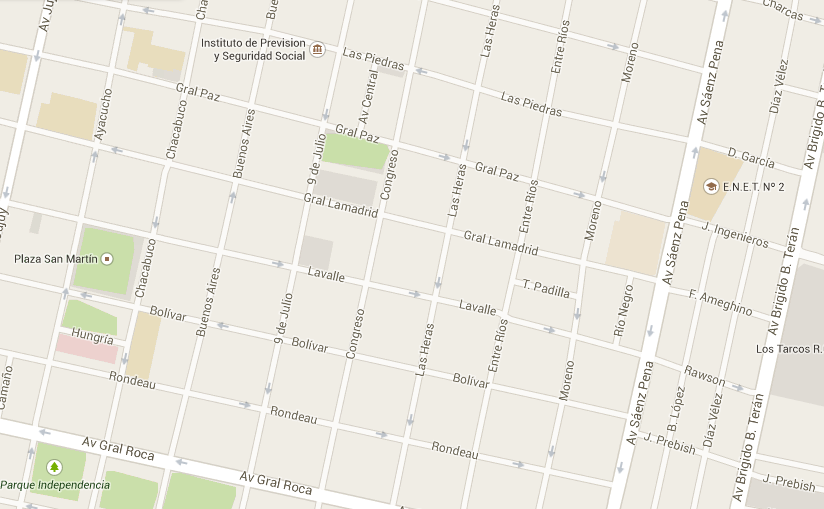 Av Juj
Bue
Las Heras
Entre Ríos
Charcas
Instituto de Prevision
y Seguridad Social
Las Piedras
Moreno
Av Sáenz Pena
Díaz Vélez
Av Brigido B. T
Gral Paz
Av Central
Las Piedras
Ayacucho
Chacabuco
Buenos Aires
9 de Julio
Gral Paz
Congreso
Las Heras
Gral Paz
Entre Ríos
D. García
E.N.E.T. Nº 2
Moreno
Gral Lamadrid
Gral Lamadrid
Av Sáenz Pena
J. Ingenieros
Av Brigido B. Terán
ujuy
Plaza San Martín
Chacabuco
Buenos Aires
Lavalle
9 de Julio
Lavalle
T. Padilla
Río Negro
F. Ameghino
Bolívar
Hungría
Bolívar
Congreso
Las Heras
Entre Ríos
Los Tarcos R.
Rondeau
Bolívar
Moreno
Rawson
Camaño
Rondeau
Av Sáenz Pena
B. López
Díaz Vélez
Av Brigido B. Terán
Av Gral Roca
Rondeau
J. Prebish
Av Gral Roca
J. Prebish
Parque Independencia